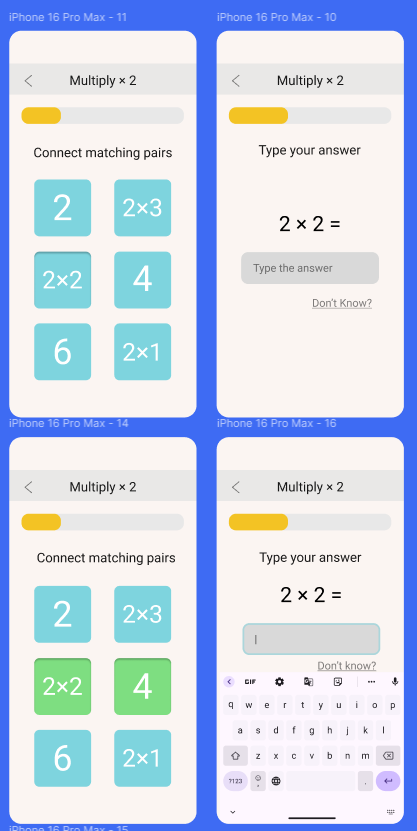 iPhone 16 Pro Max - 11
Multiply × 2
Connect matching pairs
2
2×3
2×2
4
6
2×1
iPhone 16 Pro Max - 10
Multiply × 2
Type your answer
2 × 2 =
Type the answer
Don't Know?
iPhone 16 Pro Max - 14
Multiply × 2
Connect matching pairs
2
2×3
2×2
4
6
2×1
iPhone 16 Pro Max - 15
iPhone 16 Pro Max - 16
Multiply × 2
Type your answer
2 × 2 =
Don't know?
GIF
q w e r t y u i o p
a s d f g h j k l
z x c v b n m
?123 , .